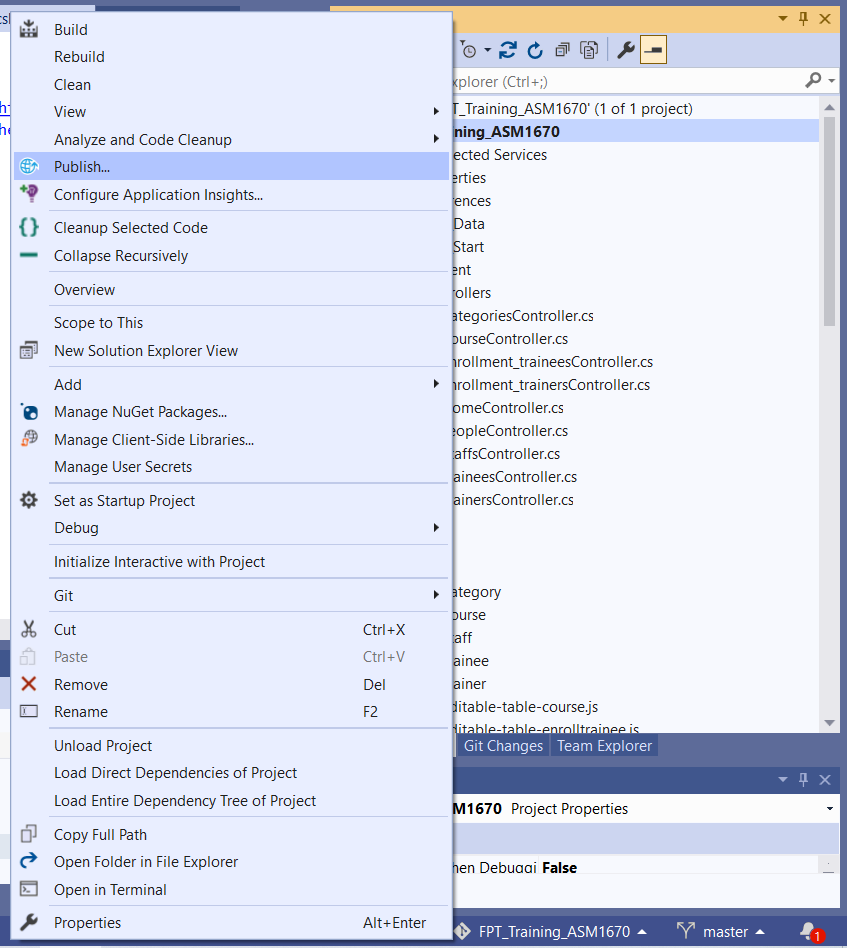 Build
Rebuild
Clean
View
Analyze and Code Cleanup
Publish...
Configure Application Insights...
Cleanup Selected Code
Collapse Recursively
Overview
Scope to This
New Solution Explorer View
Add
Manage NuGet Packages...
Manage Client-Side Libraries...
Manage User Secrets
Set as Startup Project
Debug
Initialize Interactive with Project
Git
Cut Ctrl+X
Paste Ctrl+V
Remove Del
Rename F2
Unload Project
Load Direct Dependencies of Project
Load Entire Dependency Tree of Project
Copy Full Path
Open Folder in File Explorer
Open in Terminal
Properties Alt+Enter
xplorer (Ctrl+;)
T_Training_ASM1670' (1 of 1 project)
ining_ASM1670
ected Services
erties
rences
Data
Start
ent
rollers
ategoriesController.cs
ourseController.cs
nrollment_traineesController.cs
nrollment_trainersController.cs
omeController.cs
eopleController.cs
taffsController.cs
aineesController.cs
ainersController.cs
ategory
ourse
taff
ainee
ainer
ditable-table-course.js
ditable-table-enrolltrainee.js
Git Changes Team Explorer
M1670 Project Properties
hen Debuggi False
FPT_Training_ASM1670 master 1